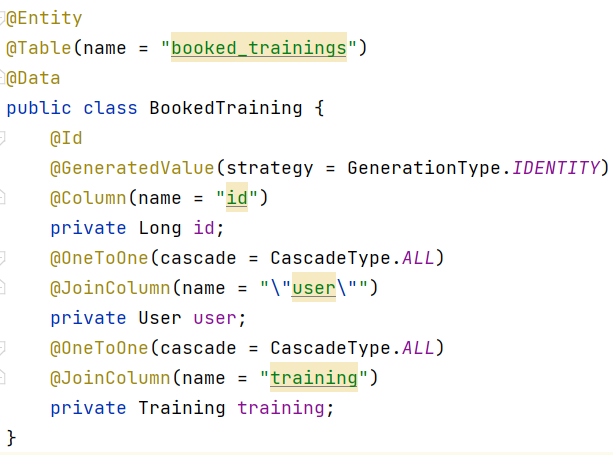 @Entity
@Table(name = "booked_trainings")
@Data
public class BookedTraining {
    @Id
    @GeneratedValue(strategy = GenerationType.IDENTITY)
    @Column(name = "id")
    private Long id;
    @OneToOne(cascade = CascadeType.ALL)
    @JoinColumn(name = "\"user\"")
    private User user;
    @OneToOne(cascade = CascadeType.ALL)
    @JoinColumn(name = "training")
    private Training training;
}